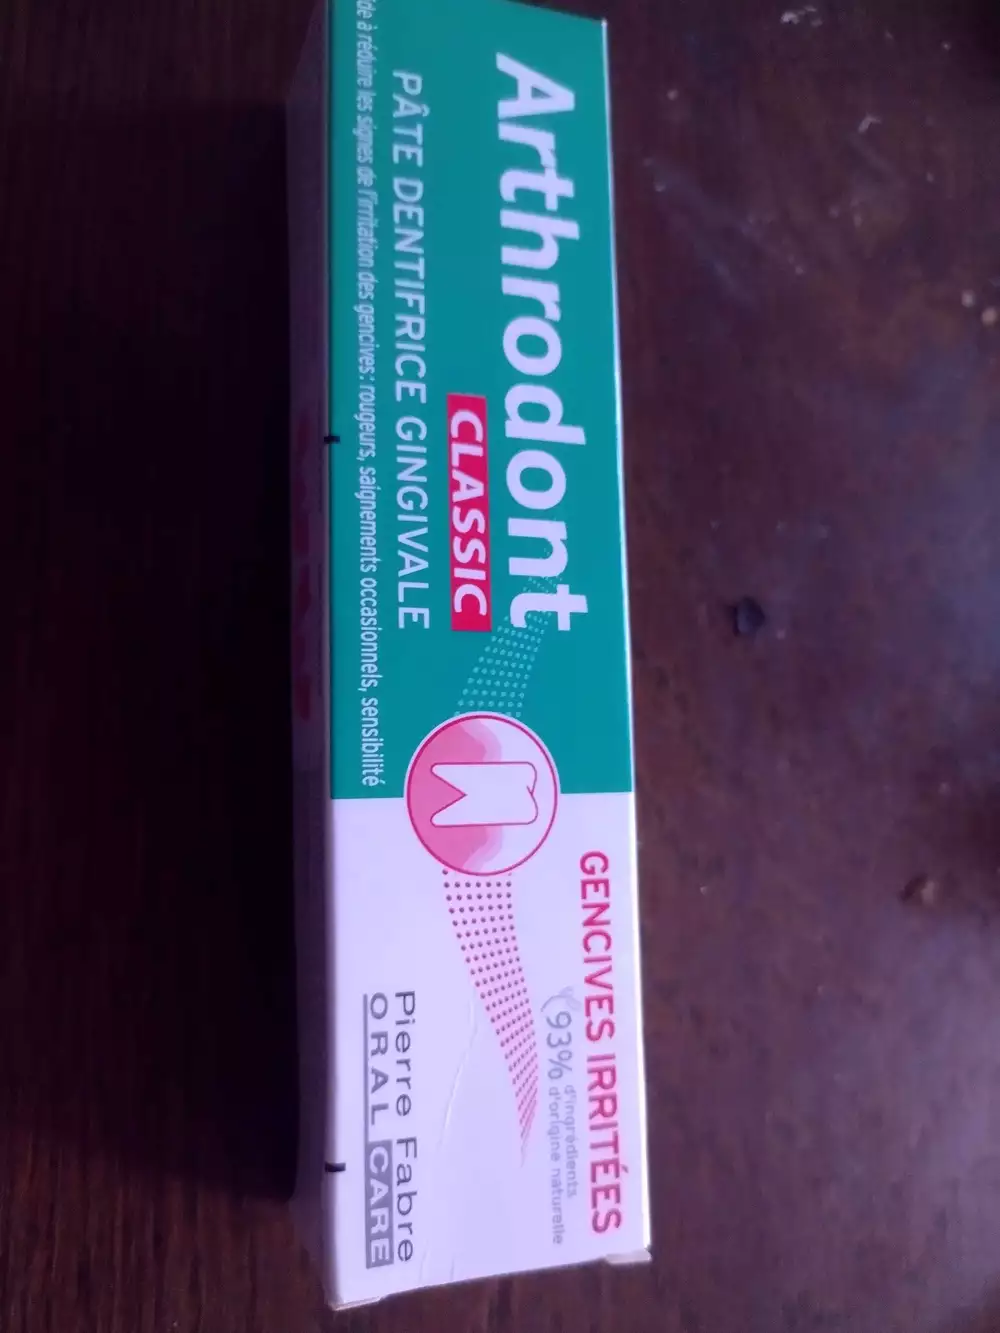 Arthrodont
CLASSIC
PÂTE DENTIFRICE GINGIVALE
à réduire les signes de l'irritation des gencives : rougeurs, saignements occasionnels, sensibilité
GENCIVES IRRITÉES
93% d'ingrédients
d'origine naturelle
Pierre Fabre
ORAL CARE